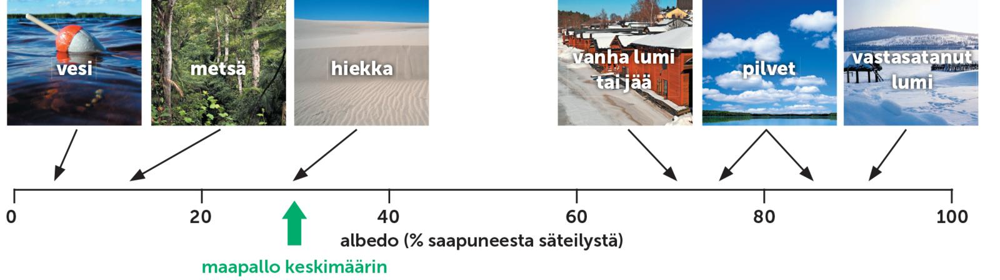 vesi
metsä
hiekka
vanha lumi
tai jää
pilvet
vastasatanut
lumi
0
20
40
60
80
100
albedo (% saapuneesta säteilystä)
maapallo keskimäärin